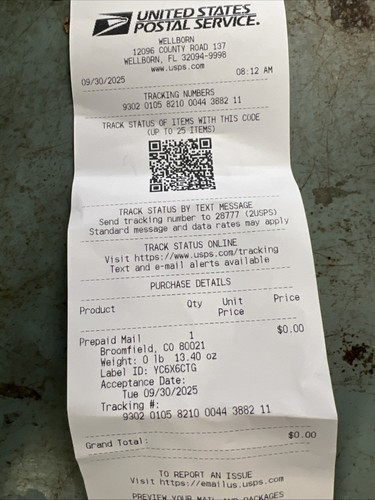 UNITED STATES
POSTAL SERVICE.
WELLBORN
12096 COUNTY ROAD 137
WELLBORN, FL 32094-9998
www.usps.com
09/30/2025 08:12 AM
TRACKING NUMBERS
9302 0105 8210 0044 3882 11
TRACK STATUS OF ITEMS WITH THIS CODE
(UP TO 25 ITEMS)
TRACK STATUS BY TEXT MESSAGE
Send tracking number to 28777 (2USPS)
Standard message and data rates may apply
TRACK STATUS ONLINE
Visit https://www.usps.com/tracking
Text and e-mail alerts available
PURCHASE DETAILS
Product Qty Unit Price
Price
Prepaid Mail 1 $0.00
Broomfield, CO 80021
Weight: 0 lb 13.40 oz
Label ID: YC6X6CTG
Acceptance Date:
Tue 09/30/2025
Tracking #:
9302 0105 8210 0044 3882 11
Grand Total: $0.00
TO REPORT AN ISSUE
Visit https://emailus.usps.com
PREVIEW YOUR MAIL AND PACKAGES